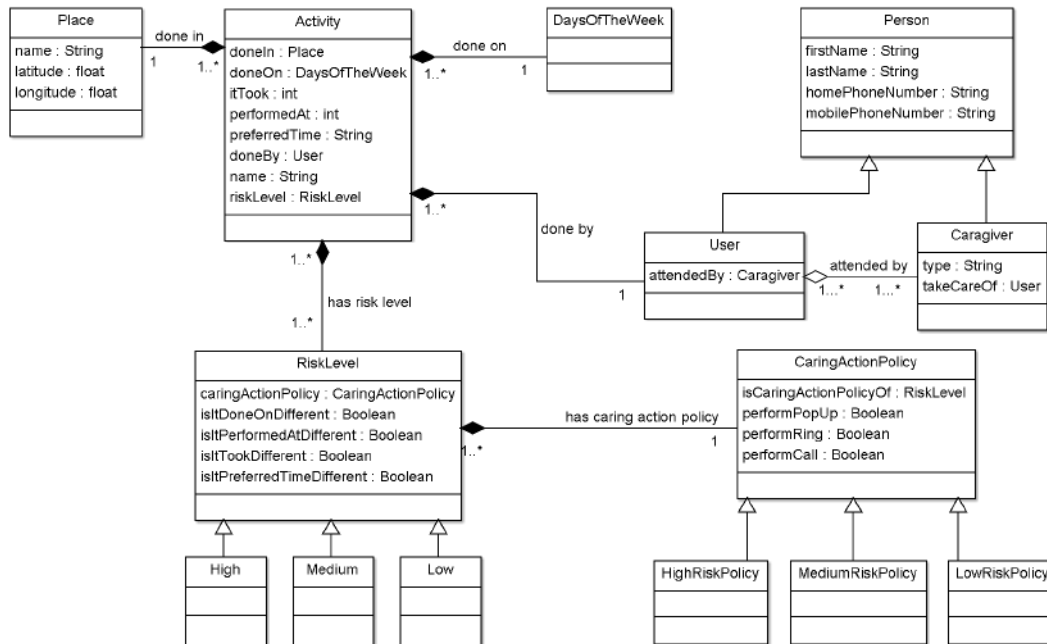 Place
name : String
latitude : float
longitude : float
done in
1
1..*
Activity
doneIn : Place
doneOn : DaysOfTheWeek
itTook : int
performedAt : int
preferredTime : String
doneBy : User
name : String
riskLevel : RiskLevel
done on
1..*
1
DaysOfTheWeek
Person
firstName : String
lastName : String
homePhoneNumber : String
mobilePhoneNumber : String
1..*
done by
1
User
attendedBy : Caragiver
attended by
1...*
1...*
Caragiver
type : String
takeCareOf : User
1..*
has risk level
1..*
RiskLevel
caringActionPolicy : CaringActionPolicy
isItDoneOnDifferent : Boolean
isItPerformedAtDifferent : Boolean
isItTookDifferent : Boolean
isItPreferredTimeDifferent : Boolean
has caring action policy
1..*
1
CaringActionPolicy
isCaringActionPolicyOf : RiskLevel
performPopUp : Boolean
performRing : Boolean
performCall : Boolean
High
Medium
Low
HighRiskPolicy
MediumRiskPolicy
LowRiskPolicy